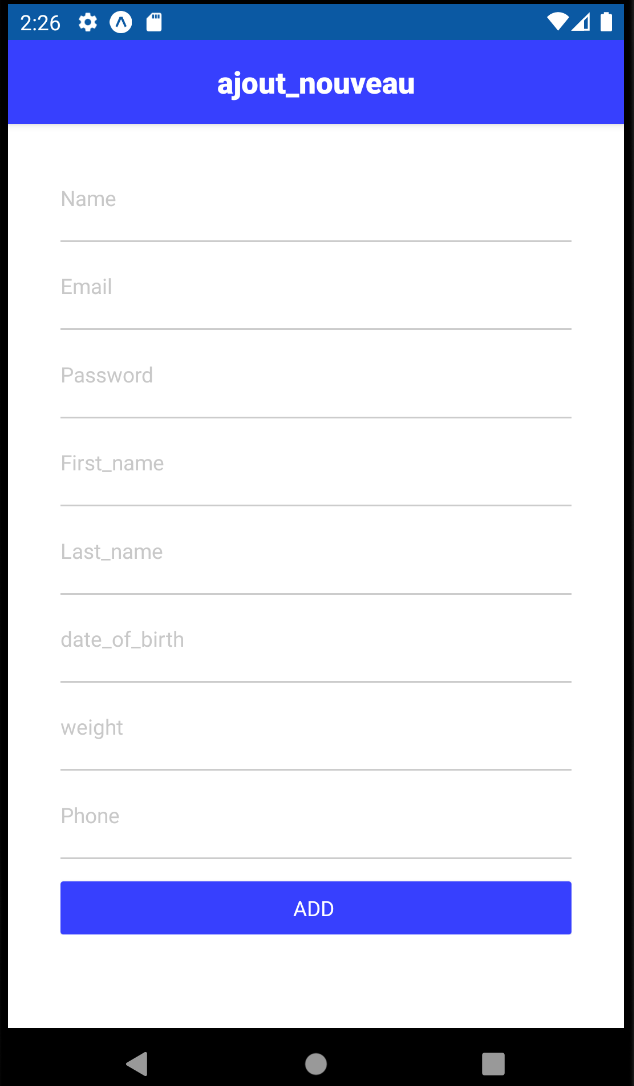 2:26
ajout_nouveau
Name
Email
Password
First_name
Last_name
date_of_birth
weight
Phone
ADD